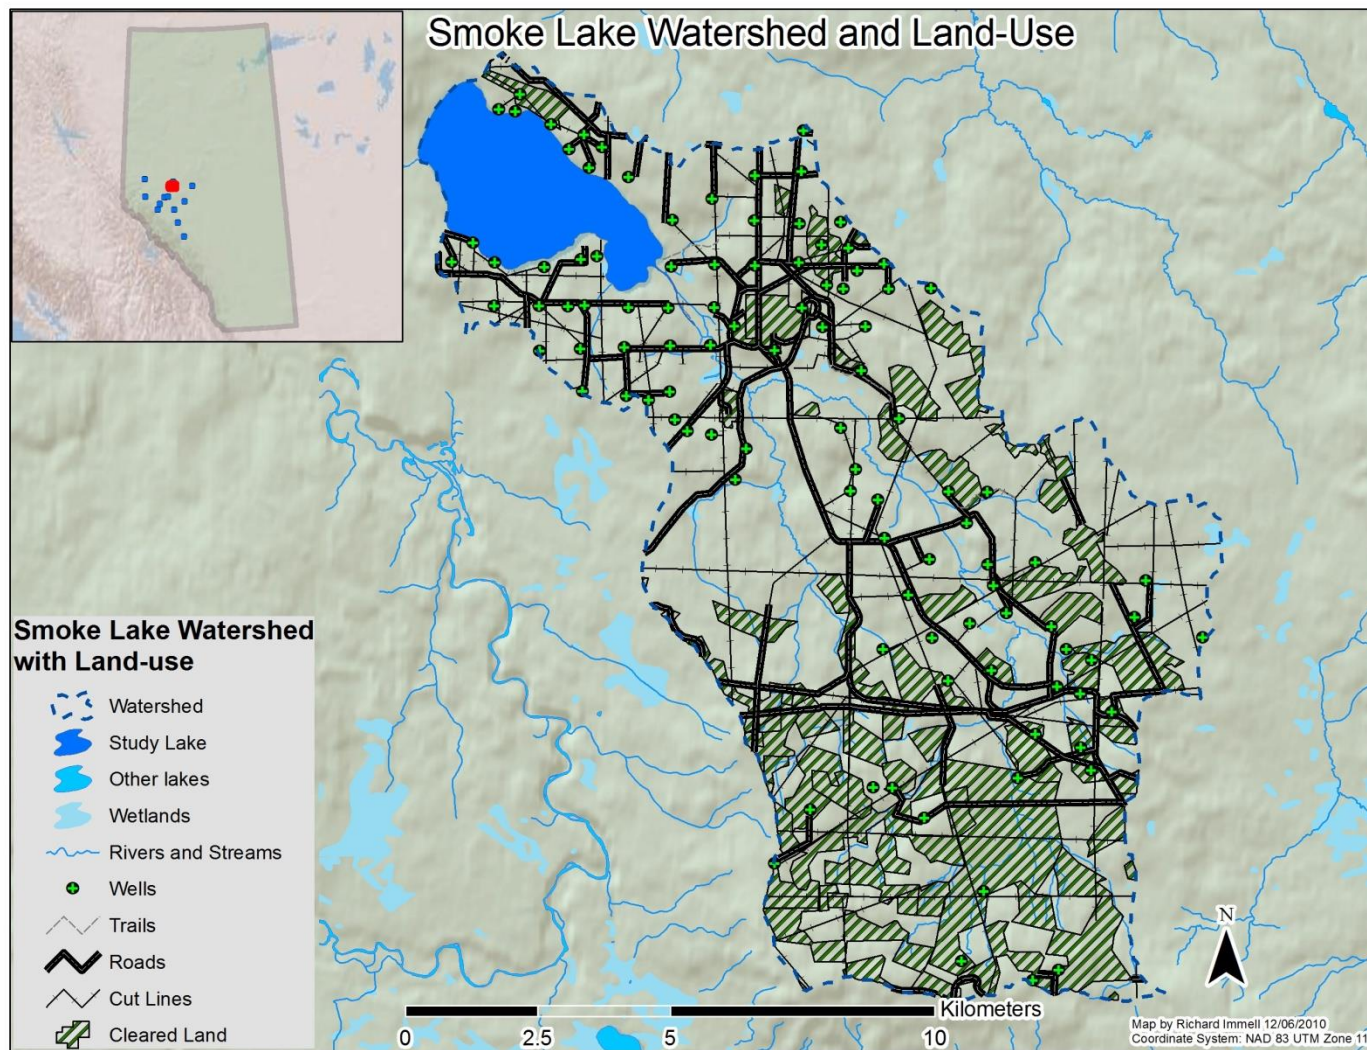 Smoke Lake Watershed and Land-Use
Smoke Lake Watershed
with Land-use
Watershed
Study Lake
Other lakes
Wetlands
Rivers and Streams
Wells
Trails
Roads
Cut Lines
Cleared Land
N
Kilometers
0 2.5 5 10
Map by Richard Immell 12/06/2010
Coordinate System: NAD 83 UTM Zone